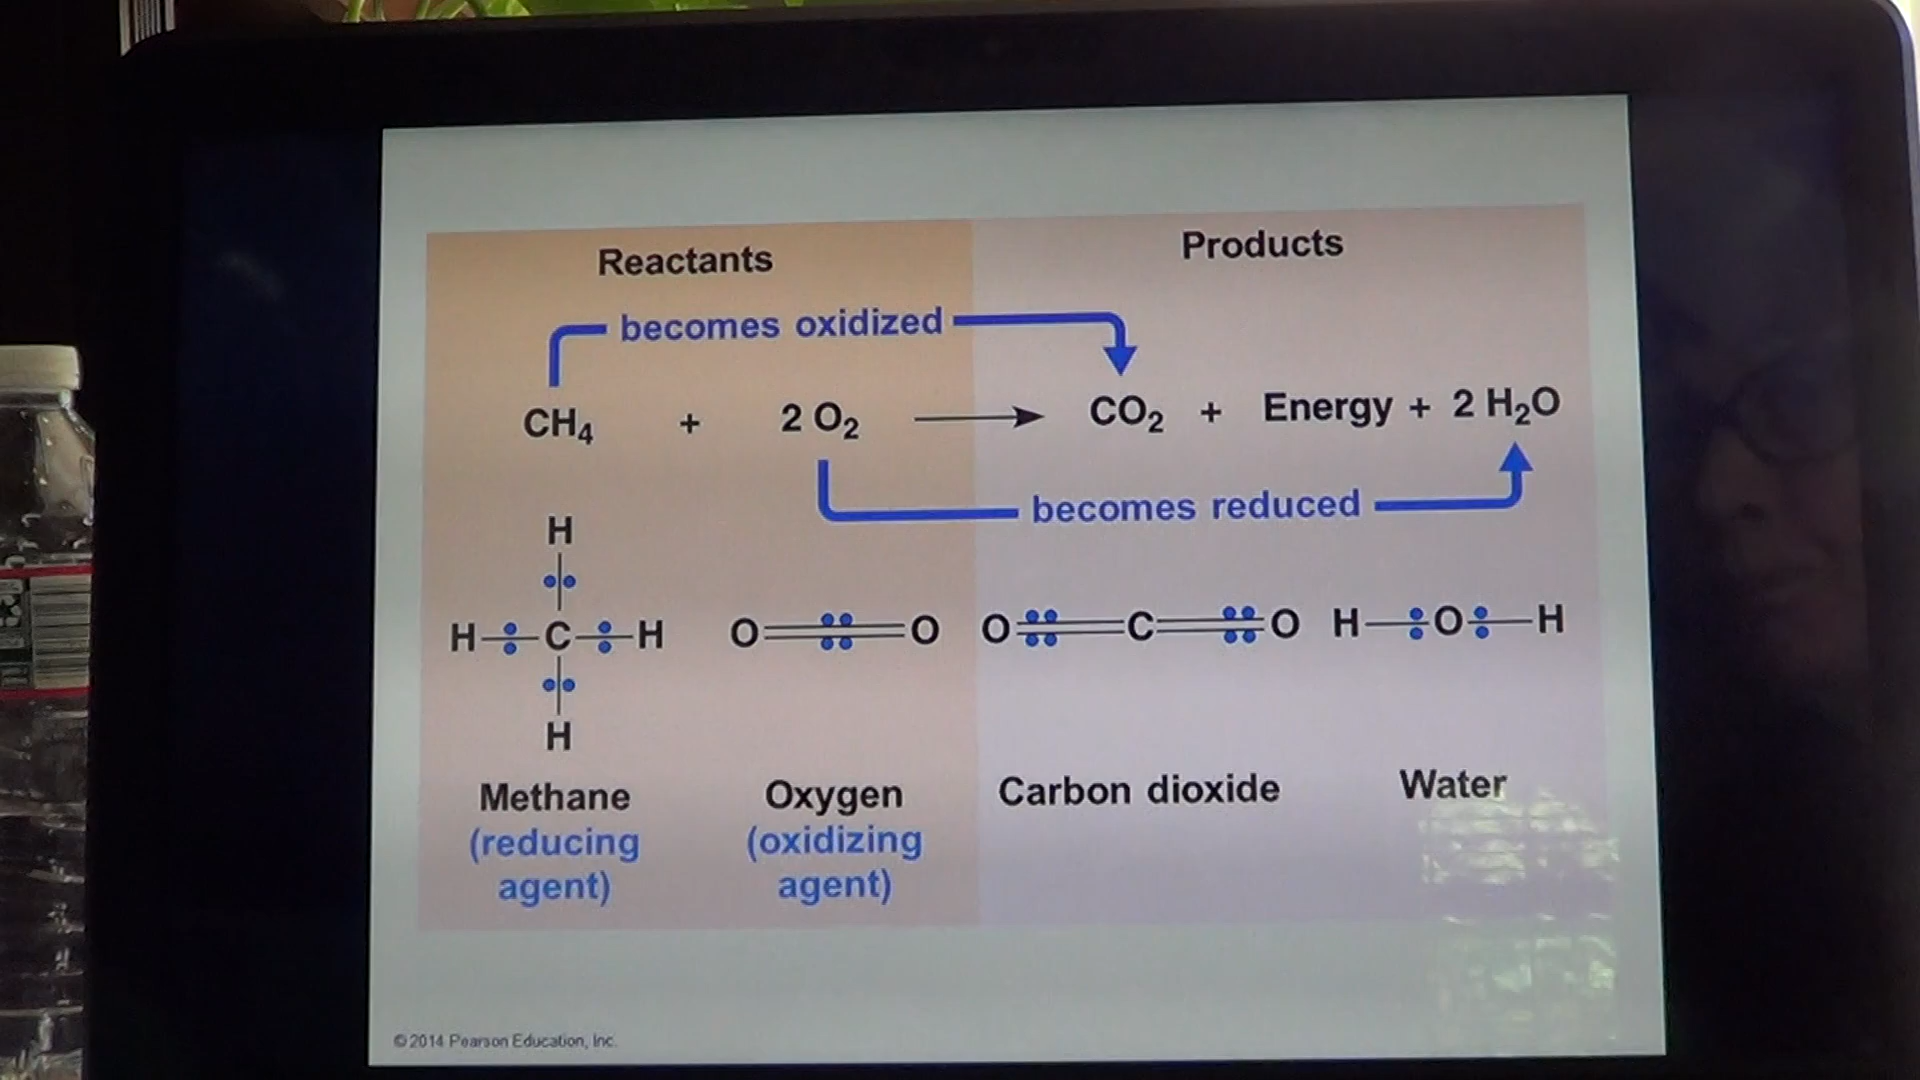 Reactants
Products
becomes oxidized
CH₄ + 2 O₂ → CO₂ + Energy + 2 H₂O
becomes reduced
H
H C H O O O C O H O H
H
Methane Oxygen Carbon dioxide Water
(reducing (oxidizing
agent) agent)
©2014 Pearson Education, Inc.